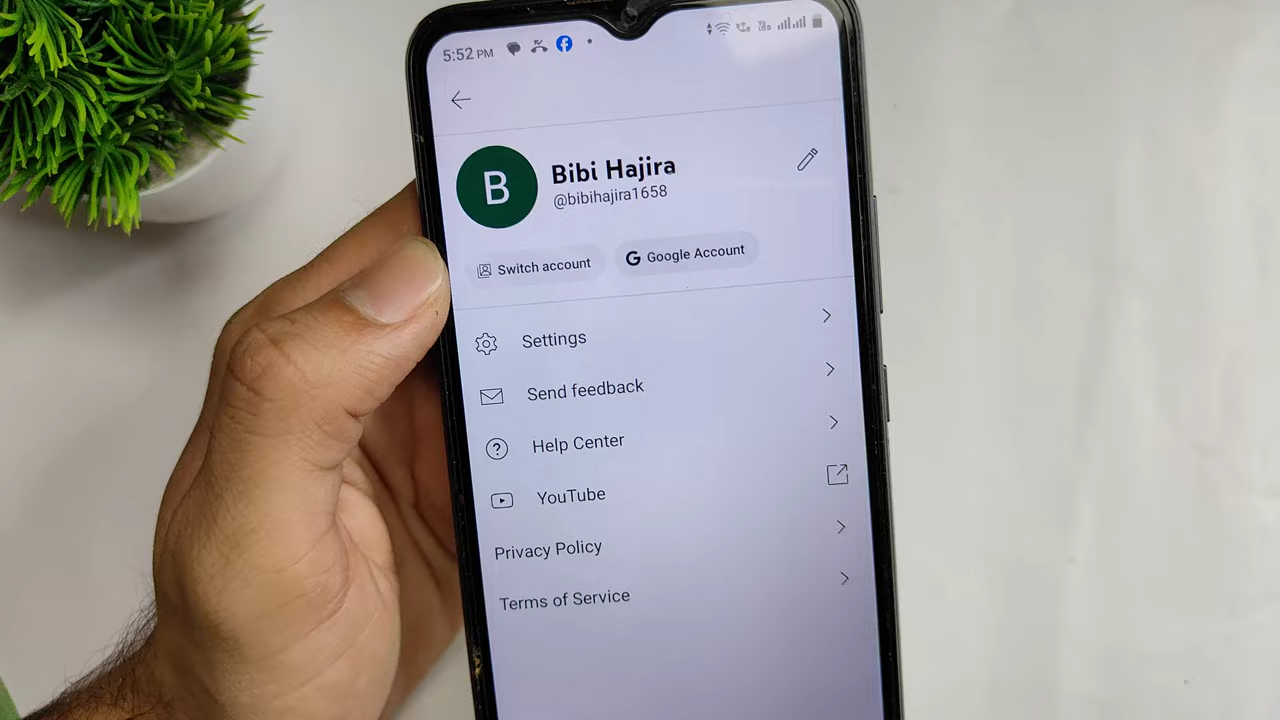 5:52 PM
B
Bibi Hajira
@bibihajira1658
Switch account
G Google Account
Settings
Send feedback
? Help Center
YouTube
Privacy Policy
Terms of Service